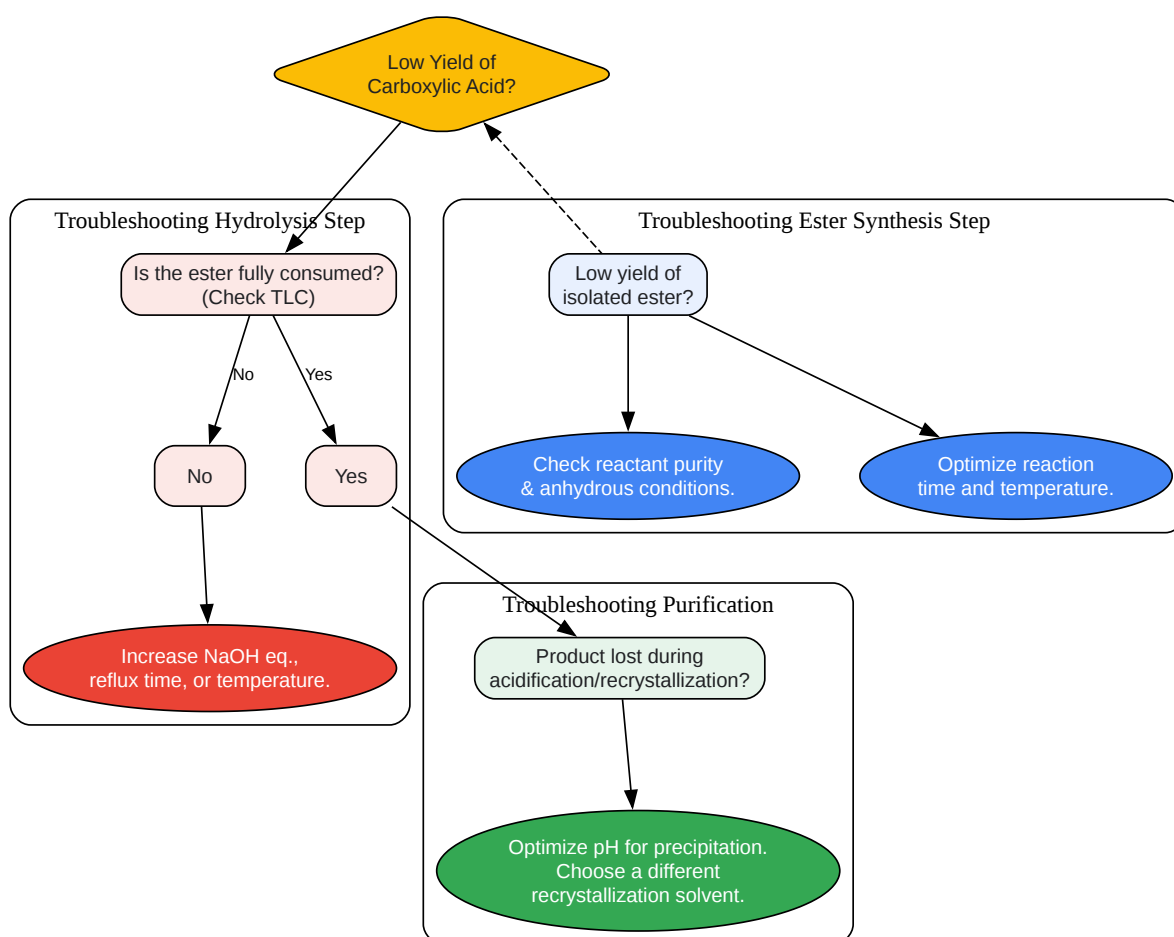 Low Yield of
Carboxylic Acid?
Troubleshooting Hydrolysis Step
Is the ester fully consumed?
(Check TLC)
No
Yes
No
Yes
Increase NaOH eq.,
reflux time, or temperature.
Troubleshooting Ester Synthesis Step
Low yield of
isolated ester?
Check reactant purity
& anhydrous conditions.
Optimize reaction
time and temperature.
Troubleshooting Purification
Product lost during
acidification/recrystallization?
Optimize pH for precipitation.
Choose a different
recrystallization solvent.